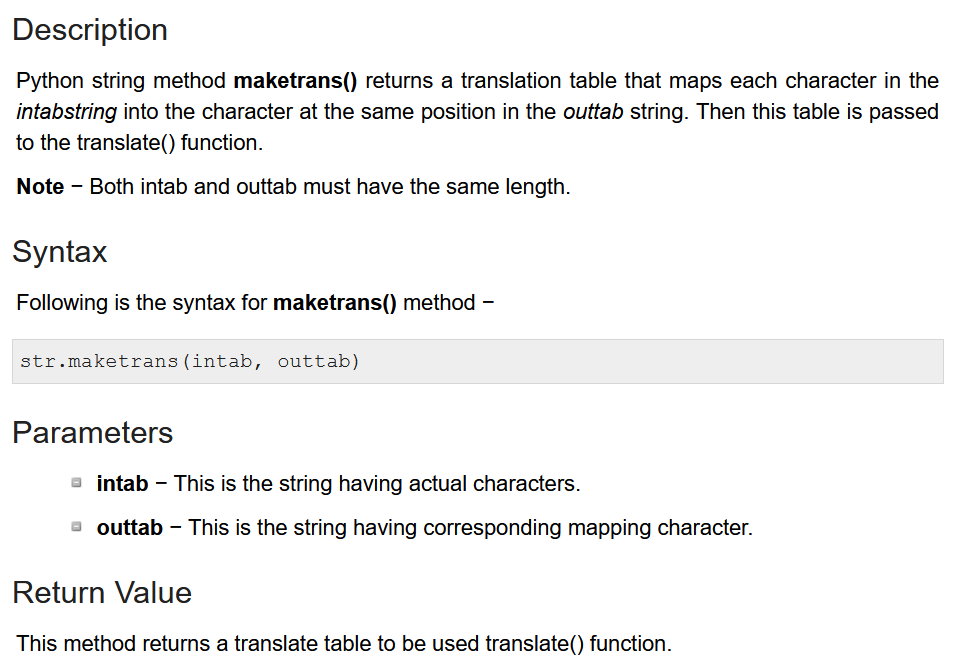 Description
Python string method maketrans() returns a translation table that maps each character in the
intabstring into the character at the same position in the outtab string. Then this table is passed
to the translate() function.
Note − Both intab and outtab must have the same length.
Syntax
Following is the syntax for maketrans() method −
str.maketrans(intab, outtab)
Parameters
intab − This is the string having actual characters.
outtab − This is the string having corresponding mapping character.
Return Value
This method returns a translate table to be used translate() function.